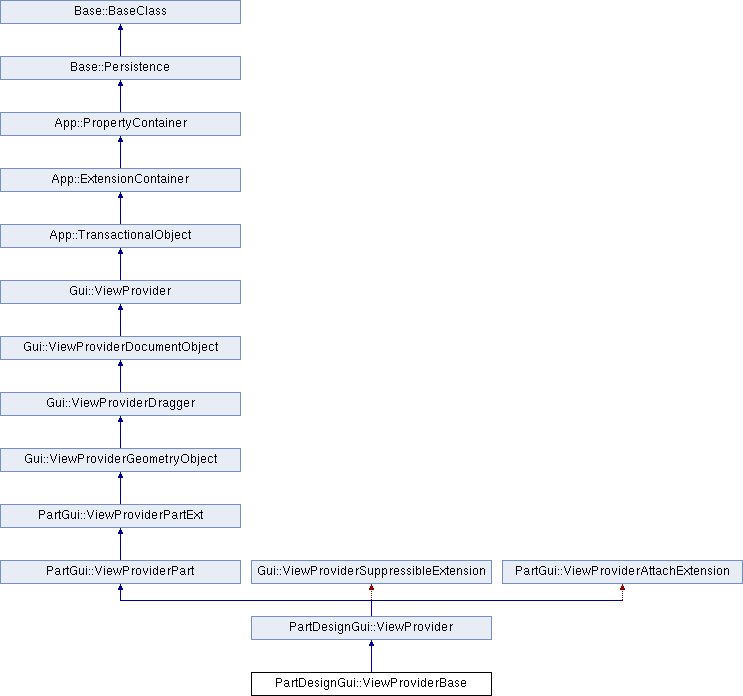 Base::BaseClass
Base::Persistence
App::PropertyContainer
App::ExtensionContainer
App::TransactionalObject
Gui::ViewProvider
Gui::ViewProviderDocumentObject
Gui::ViewProviderDragger
Gui::ViewProviderGeometryObject
PartGui::ViewProviderPartExt
PartGui::ViewProviderPart
Gui::ViewProviderSuppressibleExtension
PartGui::ViewProviderAttachExtension
PartDesignGui::ViewProvider
PartDesignGui::ViewProviderBase